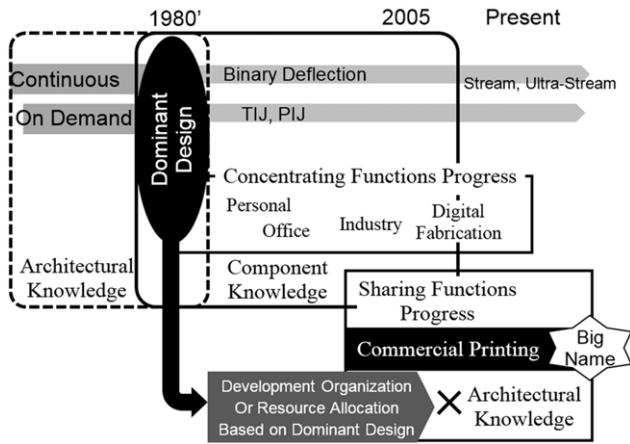 1980' 2005 Present
Continuous Binary Deflection Stream, Ultra-Stream
On Demand TIJ, PIJ
Dominant
Design
Concentrating Functions Progress
Personal
Office
Industry
Digital
Fabrication
Architectural
Knowledge
Component
Knowledge
Sharing Functions
Progress
Commercial Printing
Big
Name
Development Organization
Or Resource Allocation
Based on Dominant Design
×
Architectural
Knowledge